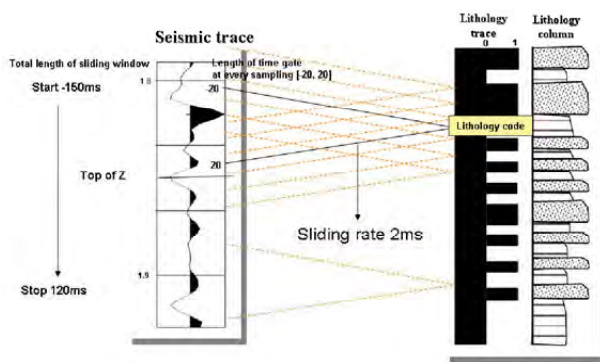 Seismic trace
Lithology
trace
0 1
Lithology
column
Total length of sliding window
Start -150ms
Length of time gate
at every sampling [-20, 20]
1.8
-20
Lithology code
20
Top of Z
Sliding rate 2ms
1.9
Stop 120ms